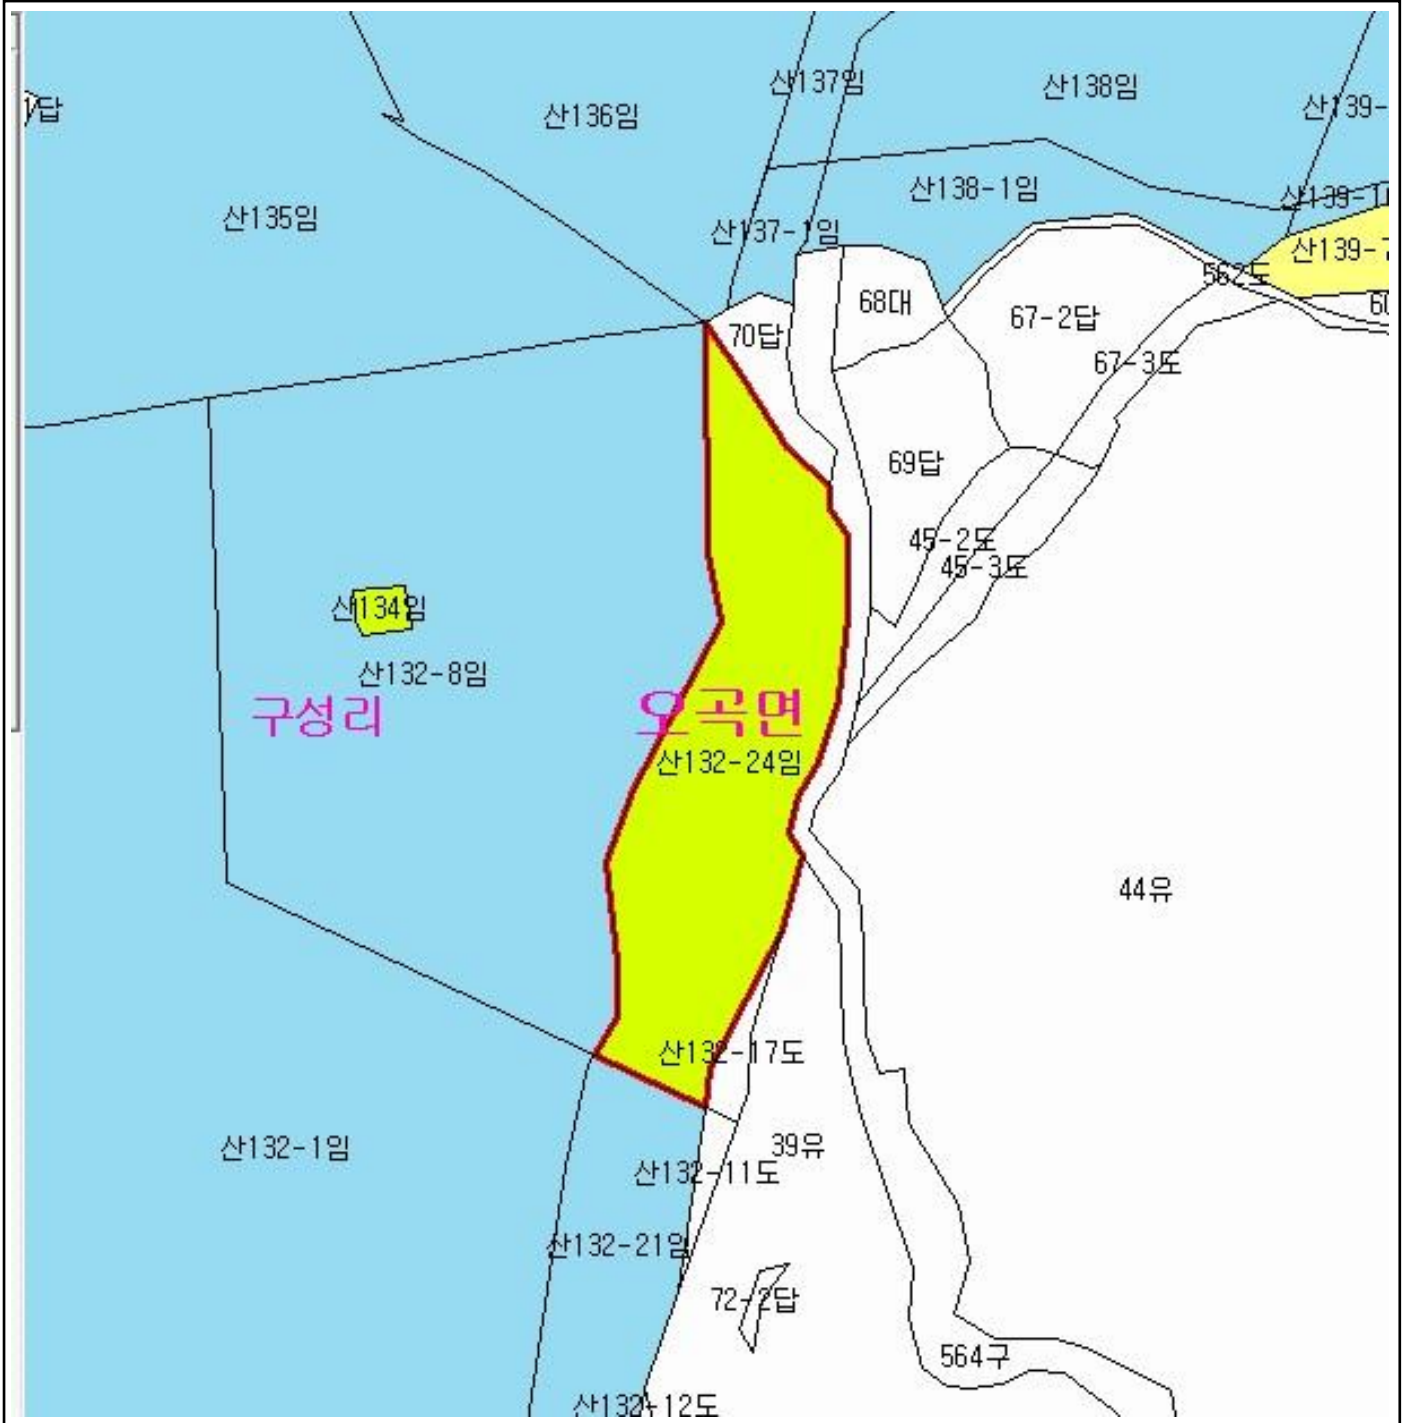 산137임
산138임
답
산136임
산139-
산138-1임
산139-1
산135임
산137-1임
산139-7
562도
68대
60
67-2답
70답
67-3도
69답
45-2도
45-3도
산134임
산132-8임
구성리
오곡면
산132-24임
44유
산132-17도
산132-1임
39유
산132-11도
산132-21임
72-2답
564구
산132-12도